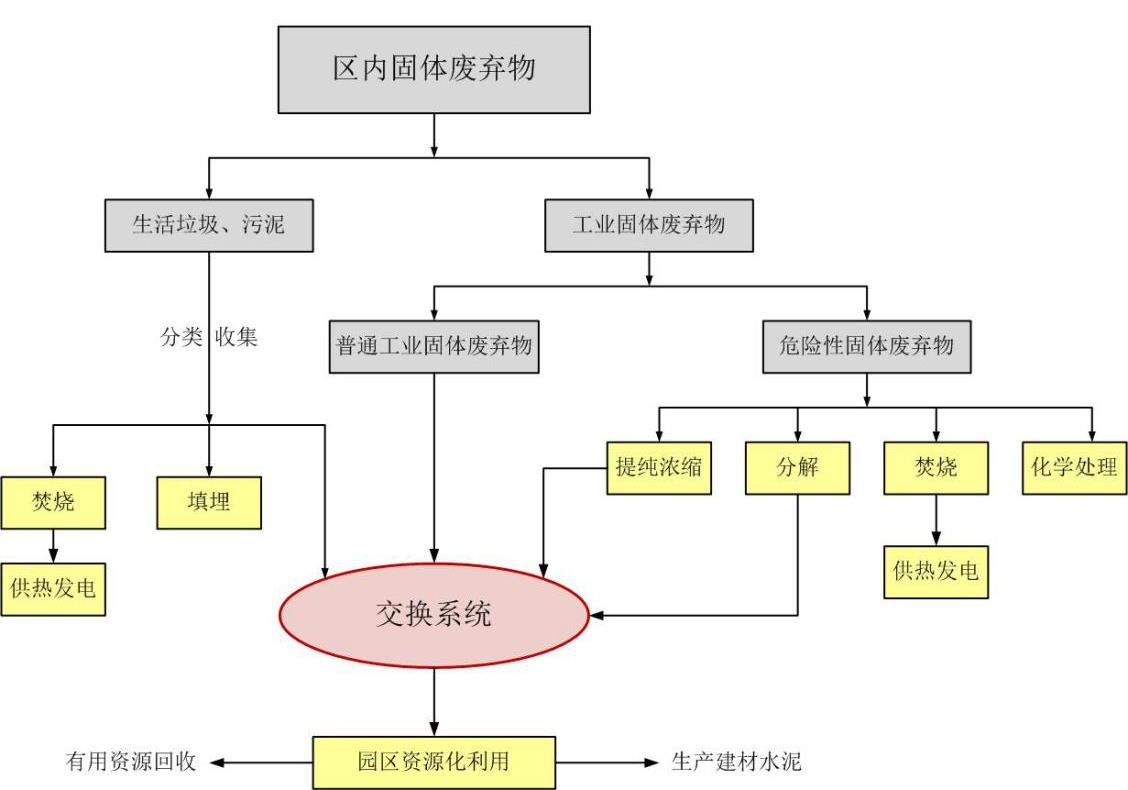 区内固体废弃物
生活垃圾、污泥
工业固体废弃物
分类 收集
普通工业固体废弃物
危险性固体废弃物
提纯浓缩
分解
焚烧
化学处理
焚烧
填埋
供热发电
供热发电
交换系统
有用资源回收
园区资源化利用
生产建材水泥